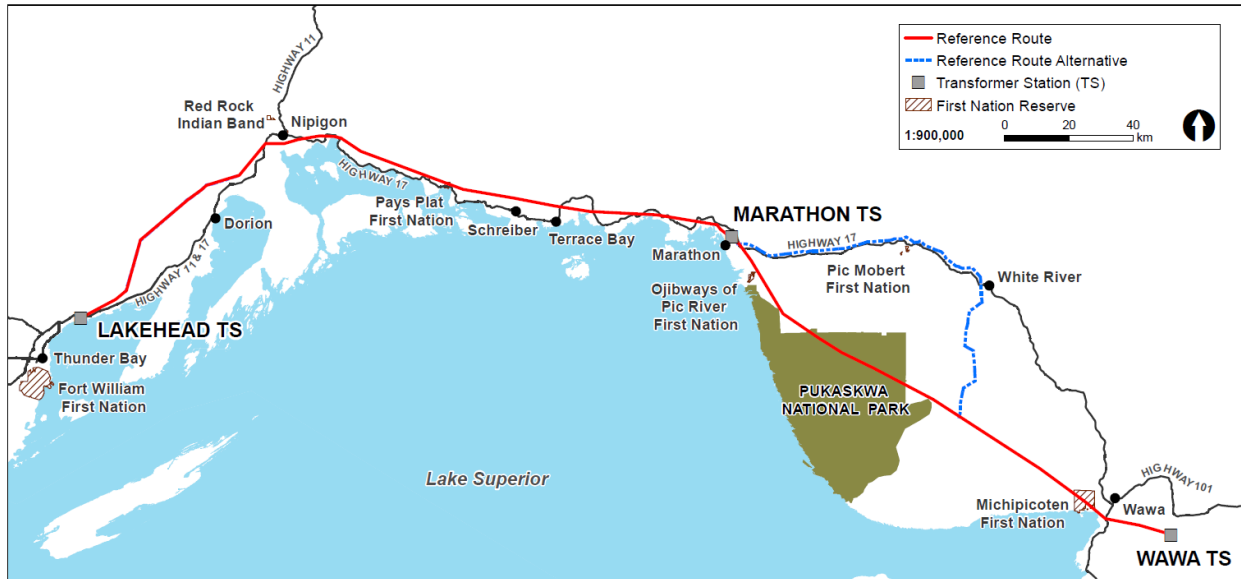 HIGHWAY 11
Reference Route
Reference Route Alternative
Transformer Station (TS)
First Nation Reserve
1:900,000
0 20 40
km
Red Rock
Indian Band
Nipigon
HIGHWAY 17
Pays Plat
First Nation
Schreiber
Terrace Bay
Dorion
HIGHWAY 11 & 17
MARATHON TS
Marathon
HIGHWAY 17
Pic Mobert
First Nation
White River
Ojibways of
Pic River
First Nation
LAKEHEAD TS
Thunder Bay
Fort William
First Nation
PUKASKWA
NATIONAL PARK
Lake Superior
HIGHWAY 101
Michipicoten
First Nation
Wawa
WAWA TS